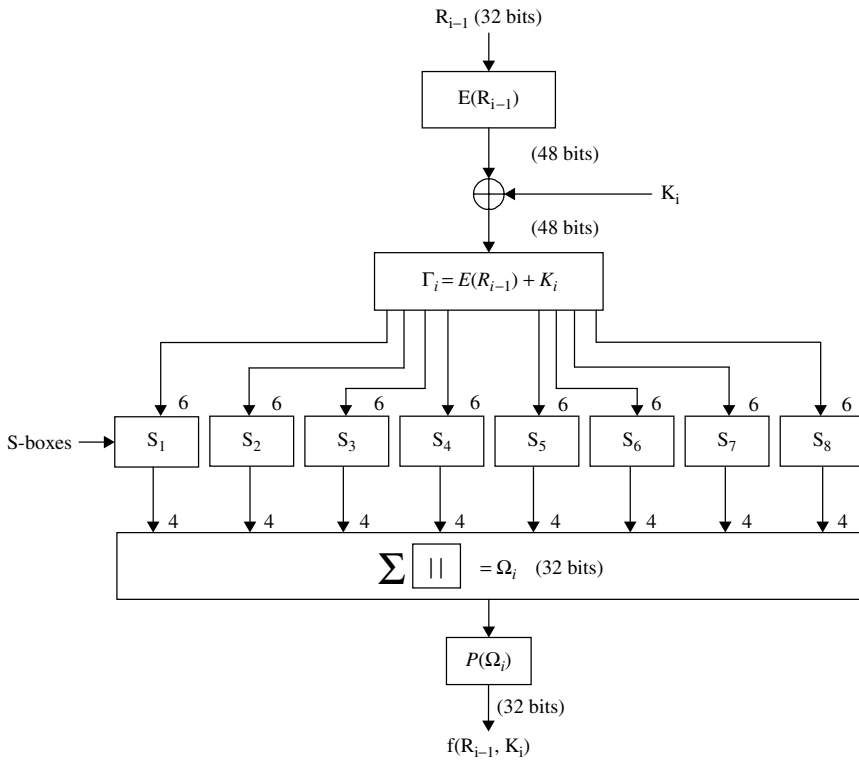 R_{i−1} (32 bits)
E(R_{i−1})
(48 bits)
K_i
(48 bits)
Γ_i = E(R_{i−1}) + K_i
6 6 6 6 6 6 6 6
S-boxes S_1 S_2 S_3 S_4 S_5 S_6 S_7 S_8
4 4 4 4 4 4 4 4
∑ || = Ω_i (32 bits)
P(Ω_i)
(32 bits)
f(R_{i−1}, K_i)